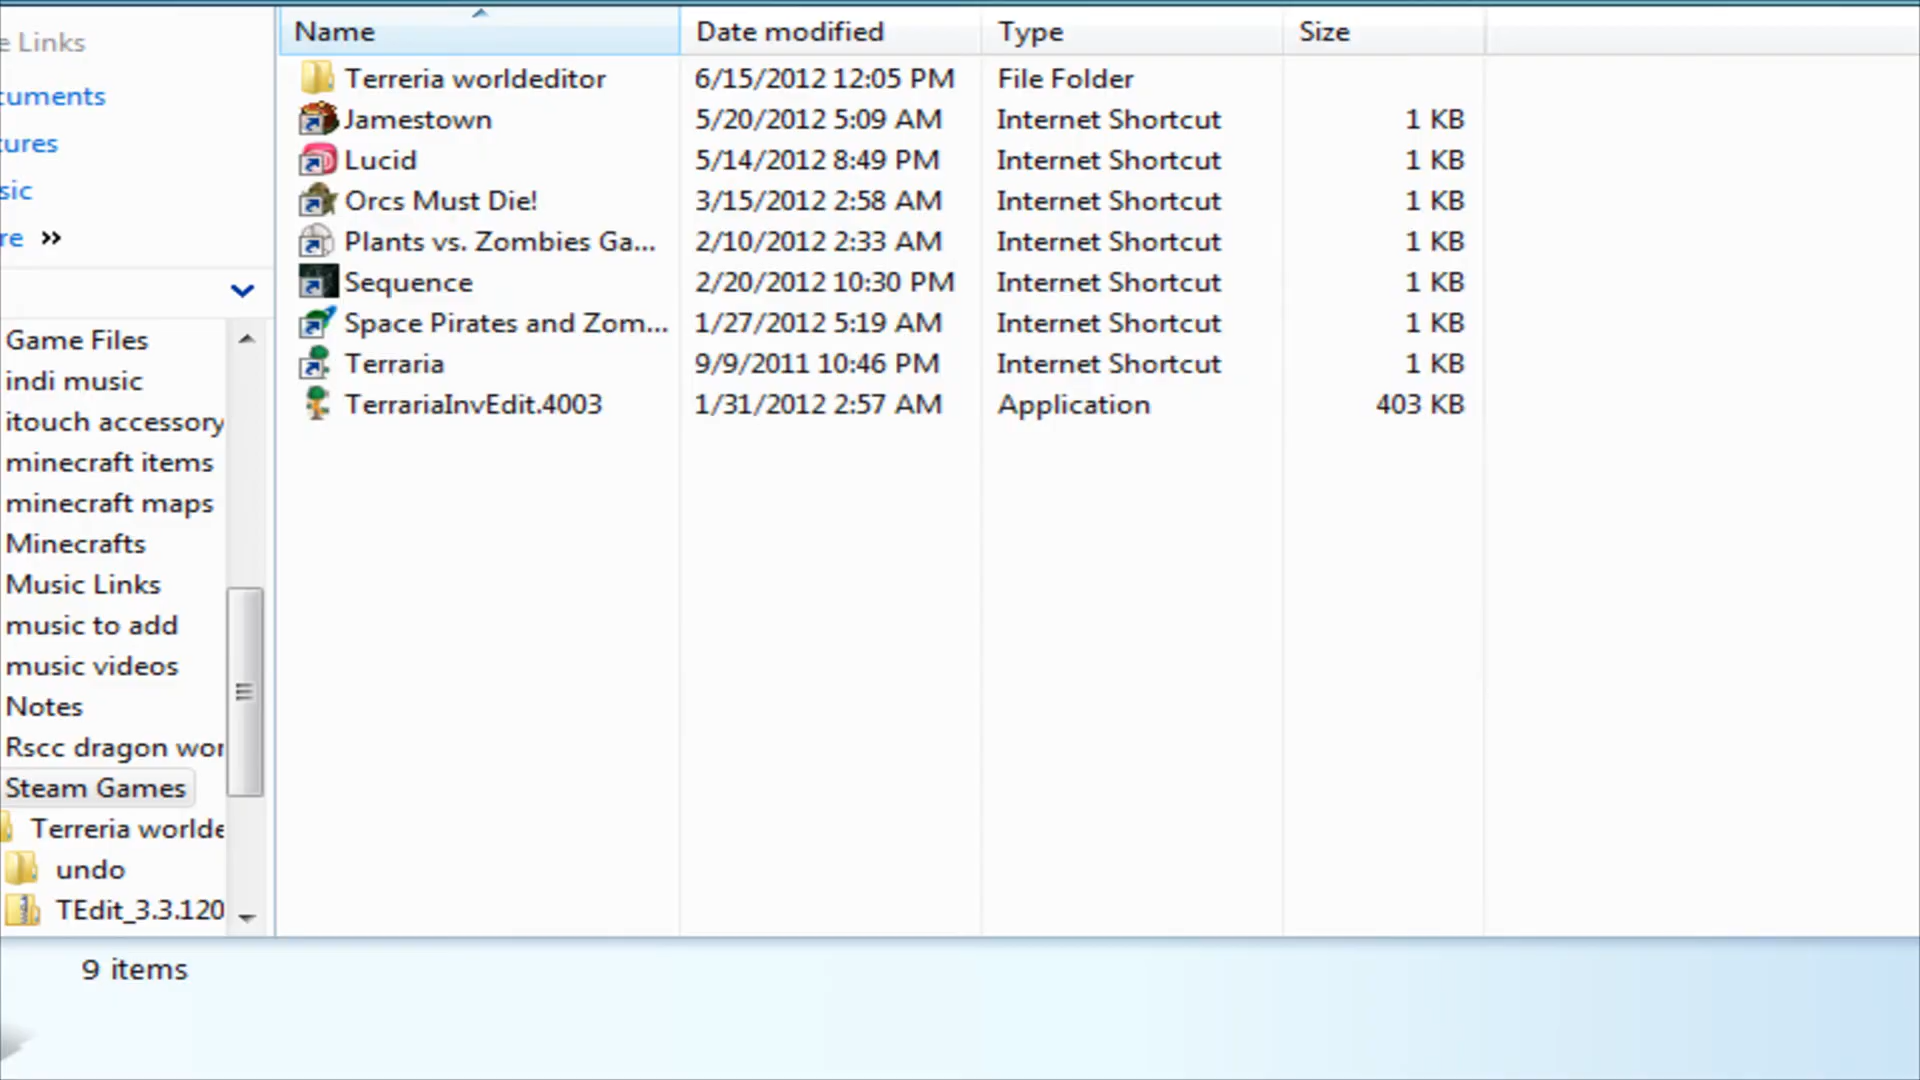 e Links
cuments
tures
sic
re »
Game Files
indi music
itouch accessory
minecraft items
minecraft maps
Minecrafts
Music Links
music to add
music videos
Notes
Rscc dragon wor
Steam Games
Terreria worlde
undo
TEdit_3.3.120
Name Date modified Type Size
Terreria worldeditor 6/15/2012 12:05 PM File Folder
Jamestown 5/20/2012 5:09 AM Internet Shortcut 1 KB
Lucid 5/14/2012 8:49 PM Internet Shortcut 1 KB
Orcs Must Die! 3/15/2012 2:58 AM Internet Shortcut 1 KB
Plants vs. Zombies Ga... 2/10/2012 2:33 AM Internet Shortcut 1 KB
Sequence 2/20/2012 10:30 PM Internet Shortcut 1 KB
Space Pirates and Zom... 1/27/2012 5:19 AM Internet Shortcut 1 KB
Terraria 9/9/2011 10:46 PM Internet Shortcut 1 KB
TerrariaInvEdit.4003 1/31/2012 2:57 AM Application 403 KB
9 items